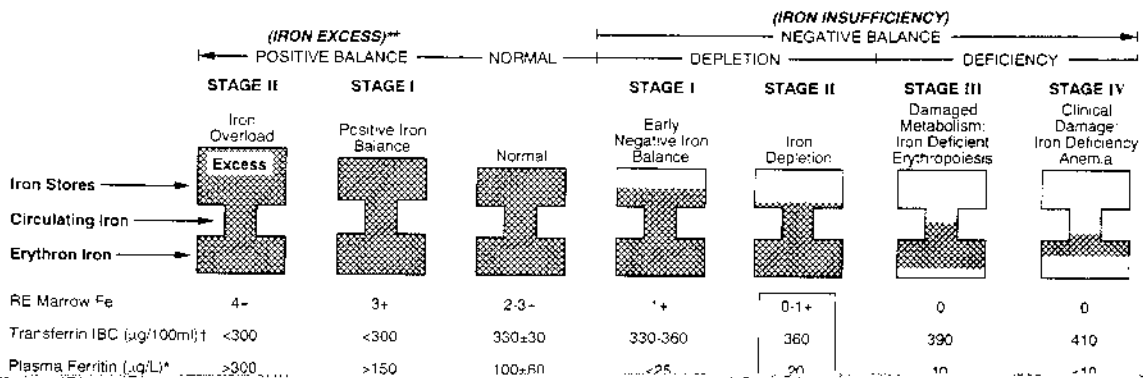 (IRON INSUFFICIENCY)
(IRON EXCESS)**
NEGATIVE BALANCE
POSITIVE BALANCE NORMAL DEPLETION DEFICIENCY
STAGE II STAGE I STAGE I STAGE II STAGE III STAGE IV
Iron Overload
Positive Iron Balance
Normal
Early Negative Iron Balance
Iron Depletion
Damaged Metabolism: Iron Deficient Erythropoiesis
Clinical Damage: Iron Deficiency Anemia
Excess
Iron Stores
Circulating Iron
Erythron Iron
RE Marrow Fe 4+ 3+ 2-3+ 1+ 0-1+ 0 0
Transferrin IBC (µg/100ml)† <300 <300 330±30 330-360 360 390 410
Plasma Ferritin (µg/L)* >300 >150 100±60 <25 20 10 <10